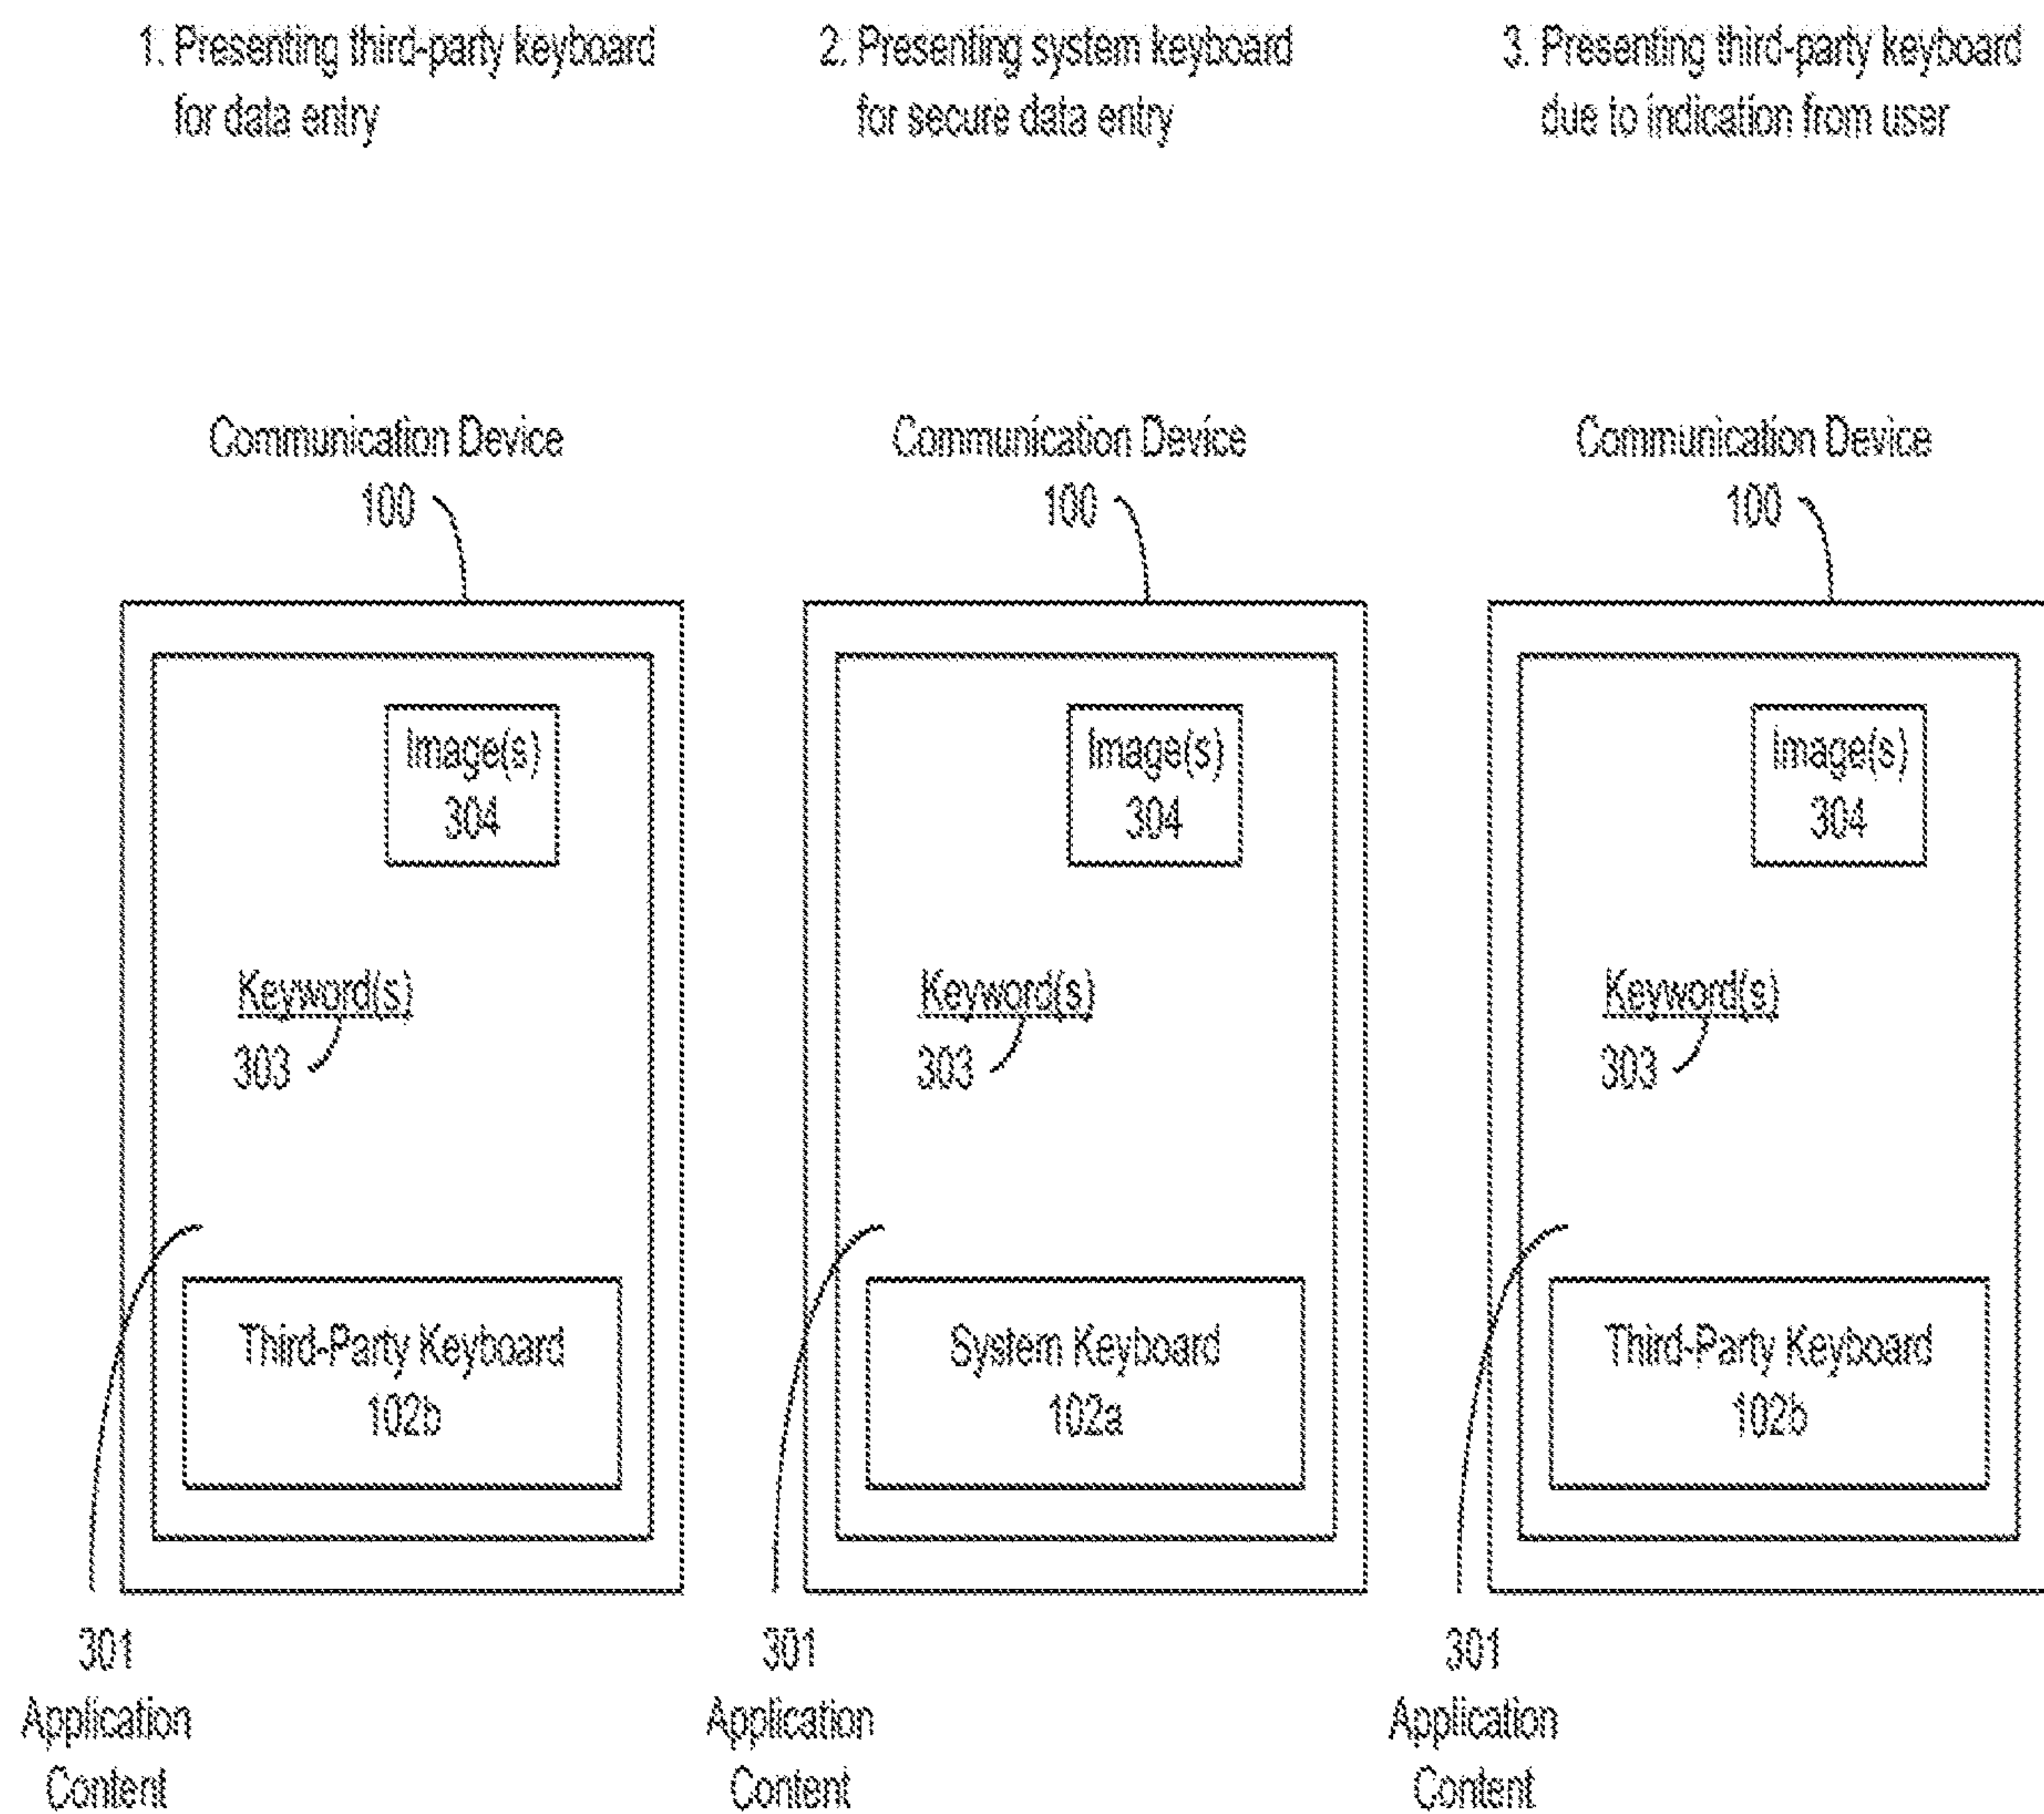 1. Presenting third-party keyboard
for data entry
2. Presenting system keyboard
for secure data entry
3. Presenting third-party keyboard
due to indication from user
Communication Device
100
Image(s)
304
Keyword(s)
303
Third-Party Keyboard
102b
301
Application
Content
Communication Device
100
Image(s)
304
Keyword(s)
303
System Keyboard
102a
301
Application
Content
Communication Device
100
Image(s)
304
Keyword(s)
303
Third-Party Keyboard
102b
301
Application
Content